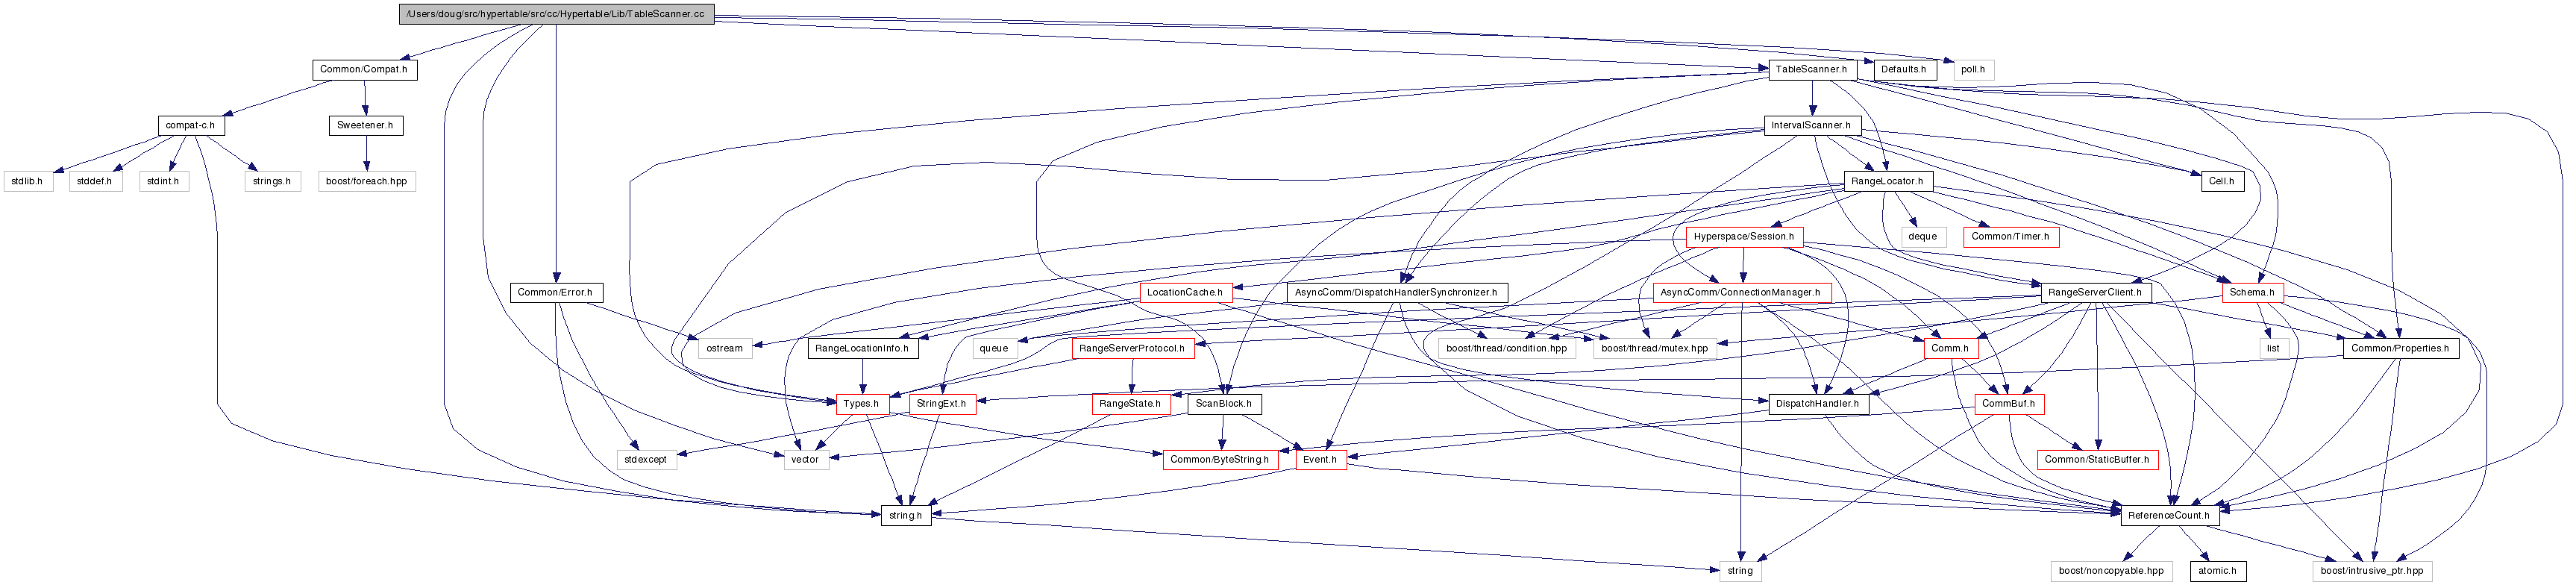 /Users/doug/src/hypertable/src/cc/Hypertable/Lib/TableScanner.cc
Common/Compat.h
TableScanner.h
Defaults.h
poll.h
compat-c.h
Sweetener.h
IntervalScanner.h
stdlib.h
stddef.h
stdint.h
strings.h
boost/foreach.hpp
RangeLocator.h
Cell.h
Hyperspace/Session.h
deque
Common/Timer.h
Common/Error.h
LocationCache.h
AsyncComm/DispatchHandlerSynchronizer.h
AsyncComm/ConnectionManager.h
RangeServerClient.h
Schema.h
ostream
RangeLocationInfo.h
queue
RangeServerProtocol.h
boost/thread/condition.hpp
boost/thread/mutex.hpp
Comm.h
list
Common/Properties.h
Types.h
StringExt.h
RangeState.h
ScanBlock.h
DispatchHandler.h
CommBuf.h
stdexcept
vector
Common/ByteString.h
Event.h
Common/StaticBuffer.h
string.h
ReferenceCount.h
string
boost/noncopyable.hpp
atomic.h
boost/intrusive_ptr.hpp